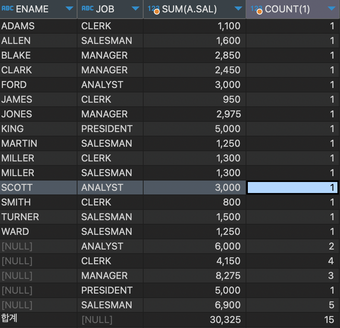 ABC ENAME ABC JOB 123 SUM(A.SAL) 123 COUNT(1)
ADAMS CLERK 1,100 1
ALLEN SALESMAN 1,600 1
BLAKE MANAGER 2,850 1
CLARK MANAGER 2,450 1
FORD ANALYST 3,000 1
JAMES CLERK 950 1
JONES MANAGER 2,975 1
KING PRESIDENT 5,000 1
MARTIN SALESMAN 1,250 1
MILLER CLERK 1,300 1
MILLER SALESMAN 1,300 1
SCOTT ANALYST 3,000 1
SMITH CLERK 800 1
TURNER SALESMAN 1,500 1
WARD SALESMAN 1,250 1
[NULL] ANALYST 6,000 2
[NULL] CLERK 4,150 4
[NULL] MANAGER 8,275 3
[NULL] PRESIDENT 5,000 1
[NULL] SALESMAN 6,900 5
합계 [NULL] 30,325 15